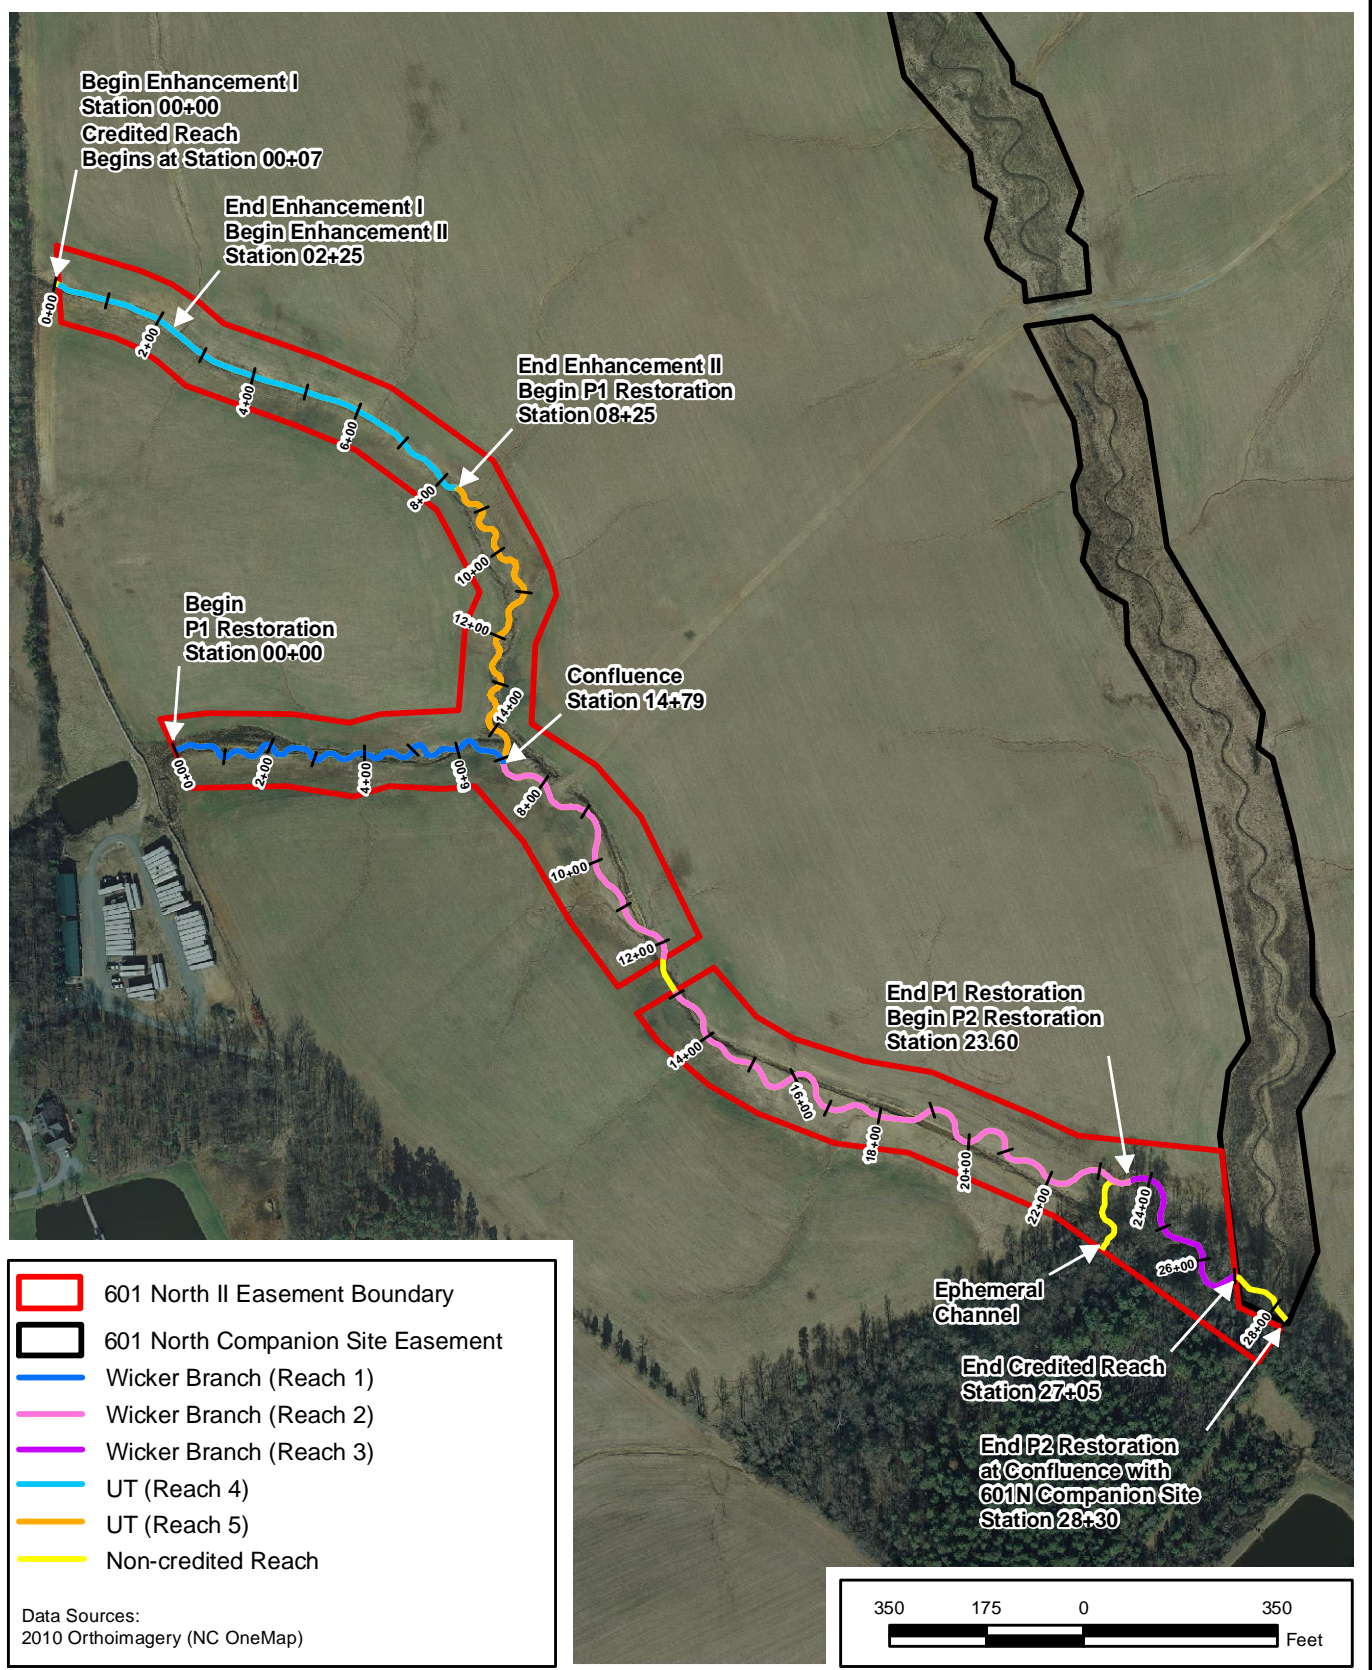 Begin Enhancement I
Station 00+00
Credited Reach
Begins at Station 00+07
End Enhancement I
Begin Enhancement II
Station 02+25
0+00
2+00
4+00
6+00
8+00
End Enhancement II
Begin P1 Restoration
Station 08+25
10+00
12+00
14+00
Begin
P1 Restoration
Station 00+00
Confluence
Station 14+79
0+00
2+00
4+00
6+00
8+00
10+00
12+00
14+00
16+00
18+00
20+00
22+00
24+00
26+00
28+00
End P1 Restoration
Begin P2 Restoration
Station 23.60
Ephemeral
Channel
End Credited Reach
Station 27+05
End P2 Restoration
at Confluence with
601N Companion Site
Station 28+30
601 North II Easement Boundary
601 North Companion Site Easement
Wicker Branch (Reach 1)
Wicker Branch (Reach 2)
Wicker Branch (Reach 3)
UT (Reach 4)
UT (Reach 5)
Non-credited Reach
Data Sources:
2010 Orthoimagery (NC OneMap)
350 175 0 350
Feet